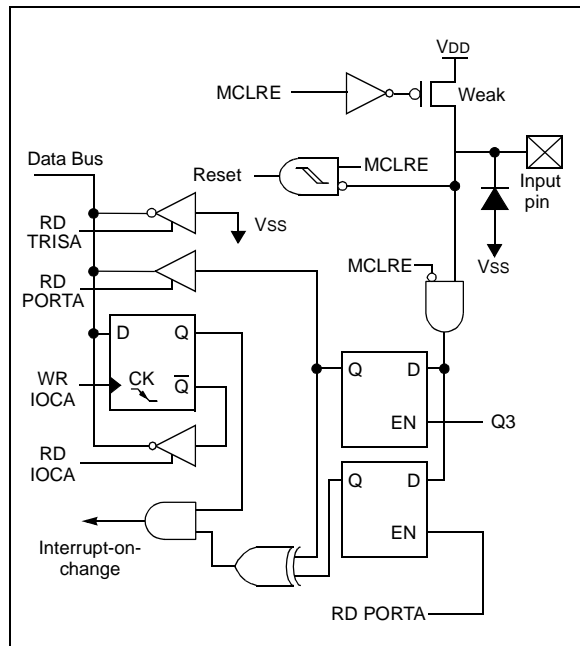 VDD
MCLRE
Weak
Data Bus
MCLRE
Reset
Input
pin
RD
TRISA
VSS
VSS
MCLRE
RD
PORTA
D
Q
Q
D
WR
IOCA
CK
Q
EN
Q3
RD
IOCA
Q
D
EN
Interrupt-on-
change
RD PORTA